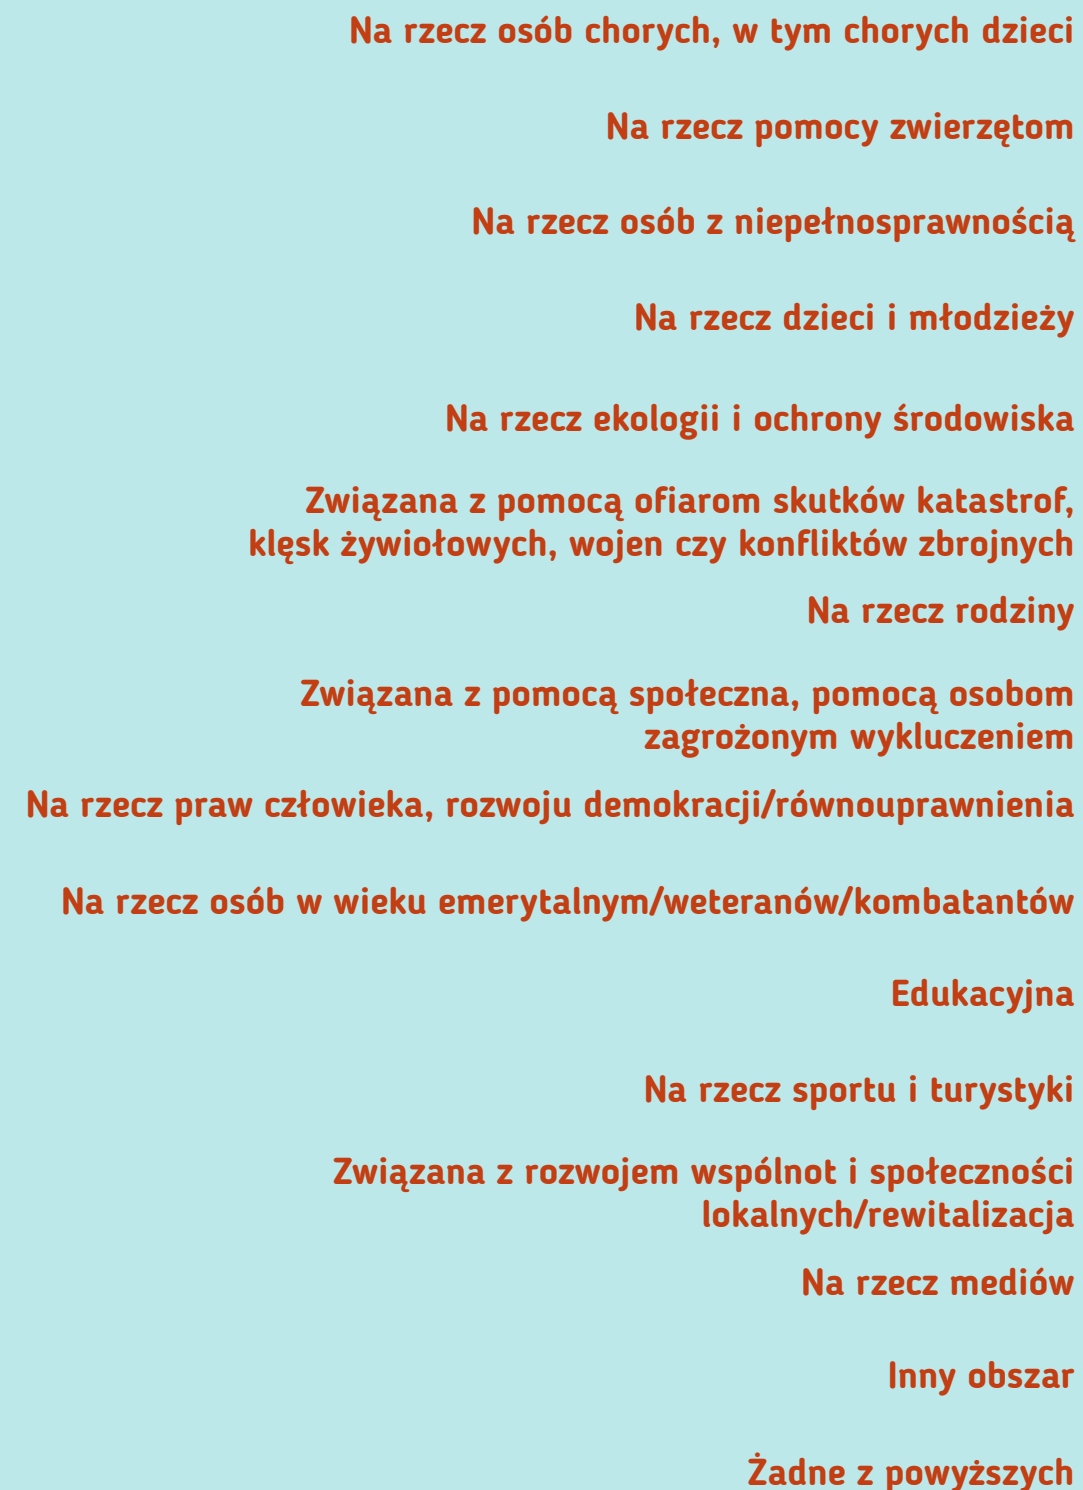 Na rzecz osób chorych, w tym chorych dzieci
Na rzecz pomocy zwierzętom
Na rzecz osób z niepełnosprawnością
Na rzecz dzieci i młodzieży
Na rzecz ekologii i ochrony środowiska
Związana z pomocą ofiarom skutków katastrof,
klęsk żywiołowych, wojen czy konfliktów zbrojnych
Na rzecz rodziny
Związana z pomocą społeczna, pomocą osobom
zagrożonym wykluczeniem
Na rzecz praw człowieka, rozwoju demokracji/równouprawnienia
Na rzecz osób w wieku emerytalnym/weteranów/kombatantów
Edukacyjna
Na rzecz sportu i turystyki
Związana z rozwojem wspólnot i społeczności
lokalnych/rewitalizacja
Na rzecz mediów
Inny obszar
Żadne z powyższych